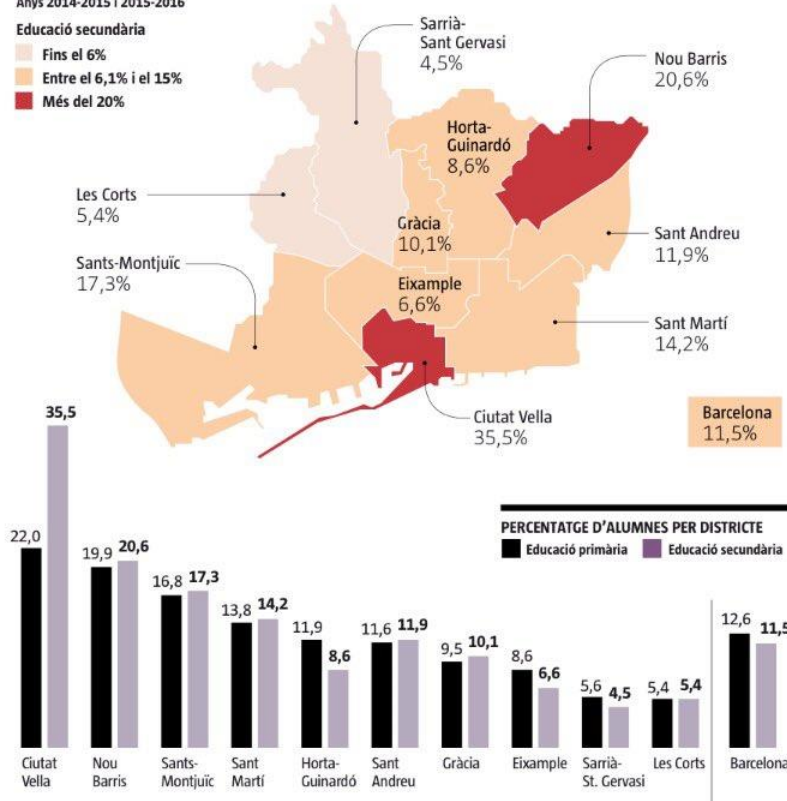 Anys 2014-2015 i 2015-2016
Educació secundària
Fins el 6%
Entre el 6,1% i el 15%
Més del 20%
Sarrià-
Sant Gervasi
4,5%
Nou Barris
20,6%
Horta-
Guinardó
8,6%
Les Corts
5,4%
Gràcia
10,1%
Sant Andreu
11,9%
Sants-Montjuïc
17,3%
Eixample
6,6%
Sant Martí
14,2%
Ciutat Vella
35,5%
Barcelona
11,5%
PERCENTATGE D'ALUMNES PER DISTRICTE
Educació primària
Educació secundària
22,0 35,5
19,9 20,6
16,8 17,3
13,8 14,2
11,9 8,6
11,6 11,9
9,5 10,1
8,6 6,6
5,6 4,5
5,4 5,4
12,6 11,5
Ciutat
Vella
Nou
Barris
Sants-
Montjuïc
Sant
Martí
Horta-
Guinardó
Sant
Andreu
Gràcia
Eixample
Sarrià-
St. Gervasi
Les Corts
Barcelona